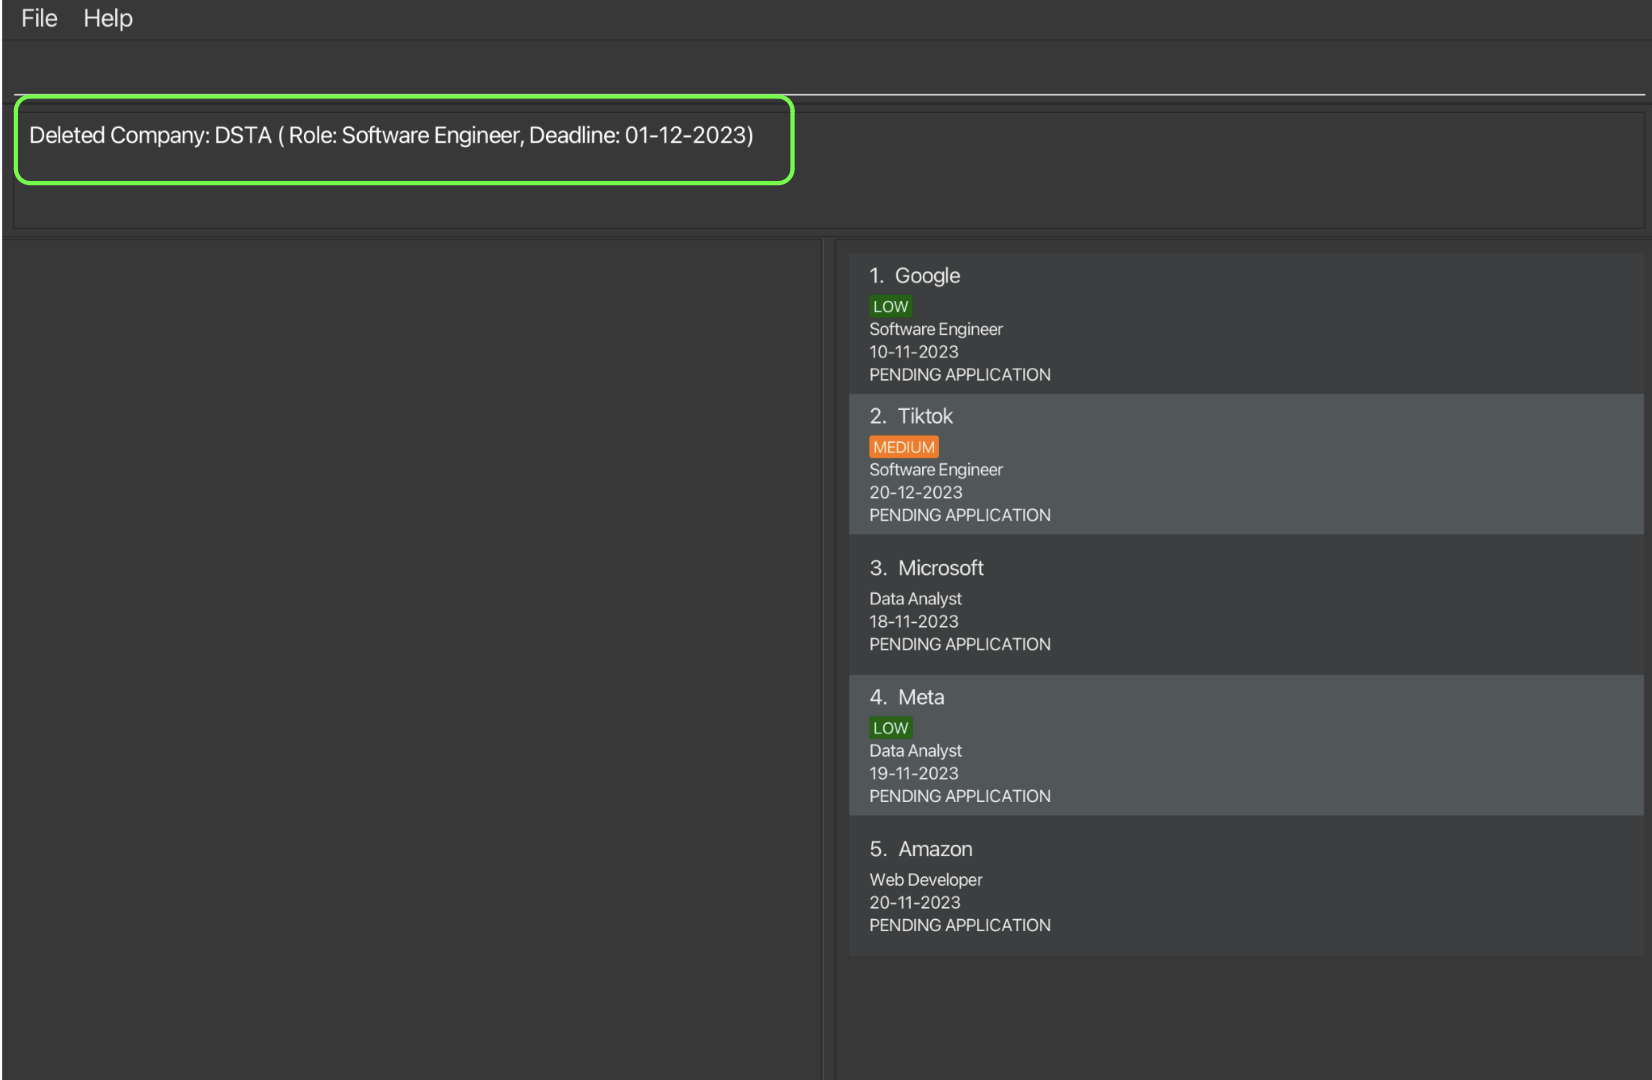 File Help
Deleted Company: DSTA ( Role: Software Engineer, Deadline: 01-12-2023)
1. Google
LOW
Software Engineer
10-11-2023
PENDING APPLICATION
2. Tiktok
MEDIUM
Software Engineer
20-12-2023
PENDING APPLICATION
3. Microsoft
Data Analyst
18-11-2023
PENDING APPLICATION
4. Meta
LOW
Data Analyst
19-11-2023
PENDING APPLICATION
5. Amazon
Web Developer
20-11-2023
PENDING APPLICATION